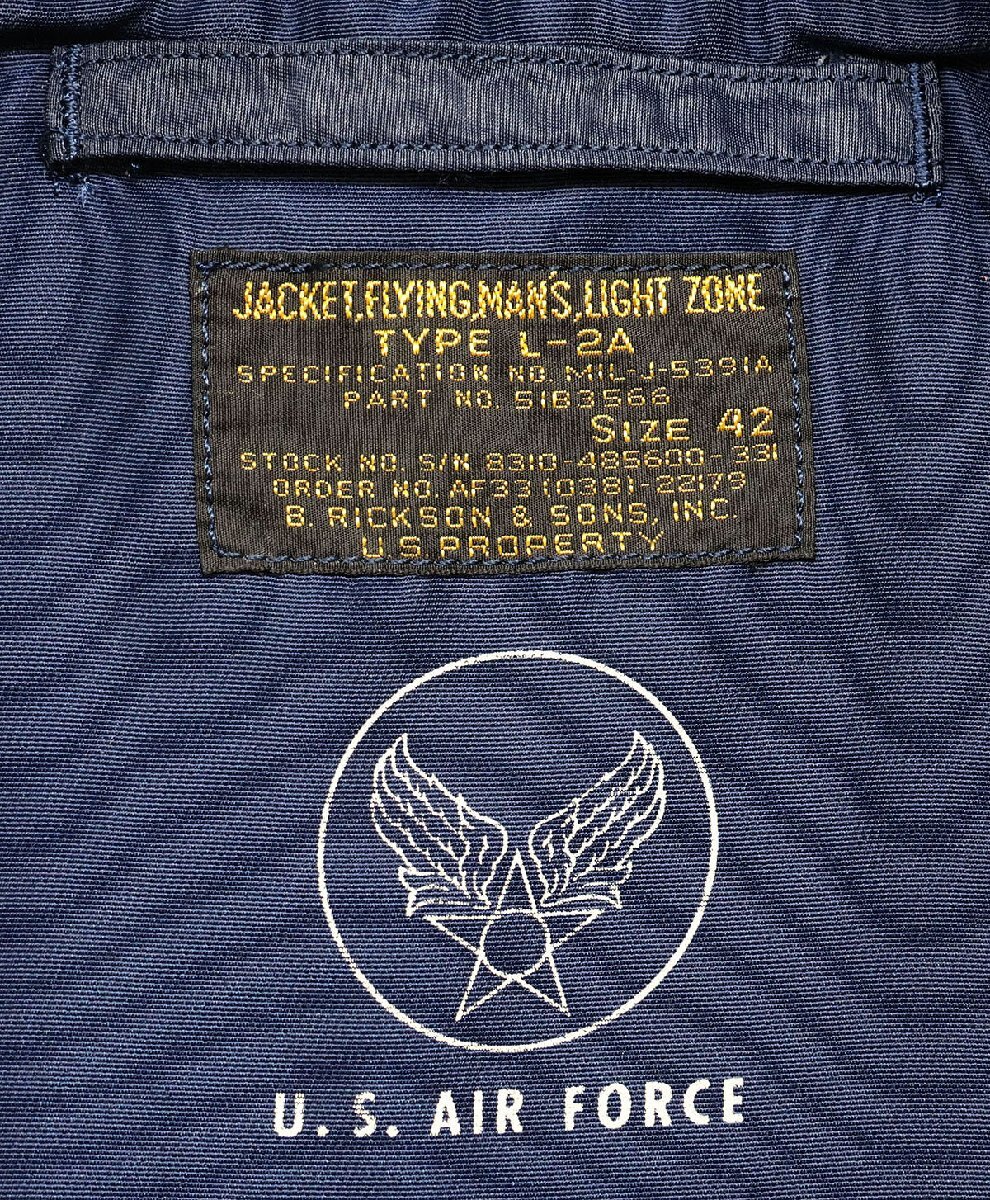 JACKET,FLYING,MAN'S,LIGHT ZONE
TYPE L-2A
SPECIFICATION NO. MIL-J-5391A
PART NO. 51B3566
SIZE 42
STOCK NO. S/N 8310-485600-331
ORDER NO. AF33 (038)-22179
B. RICKSON & SONS, INC.
U S PROPERTY
U. S. AIR FORCE